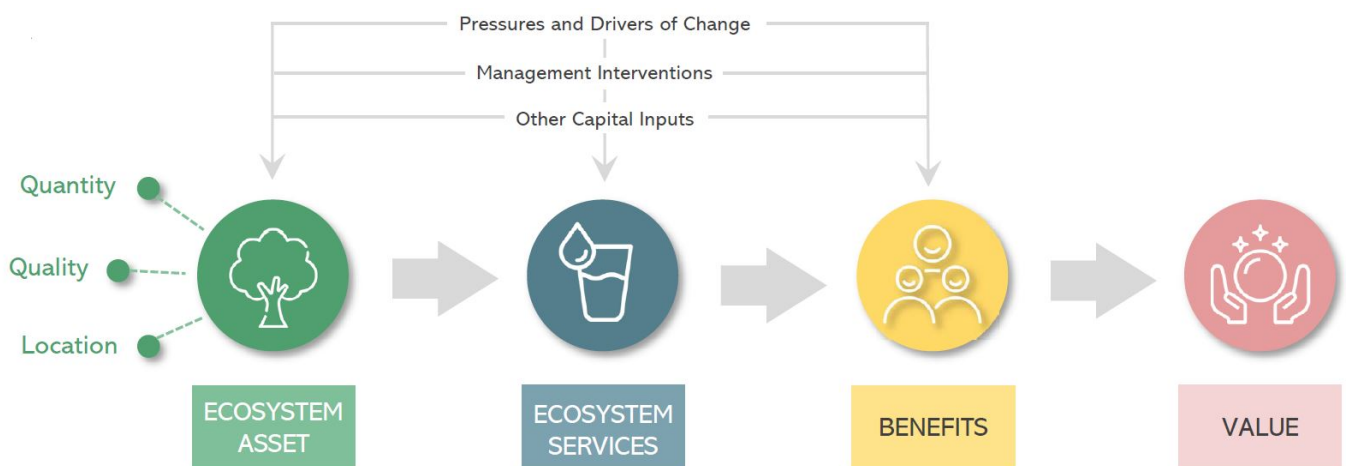 Pressures and Drivers of Change
Management Interventions
Other Capital Inputs
Quantity
Quality
Location
ECOSYSTEM
ASSET
ECOSYSTEM
SERVICES
BENEFITS
VALUE